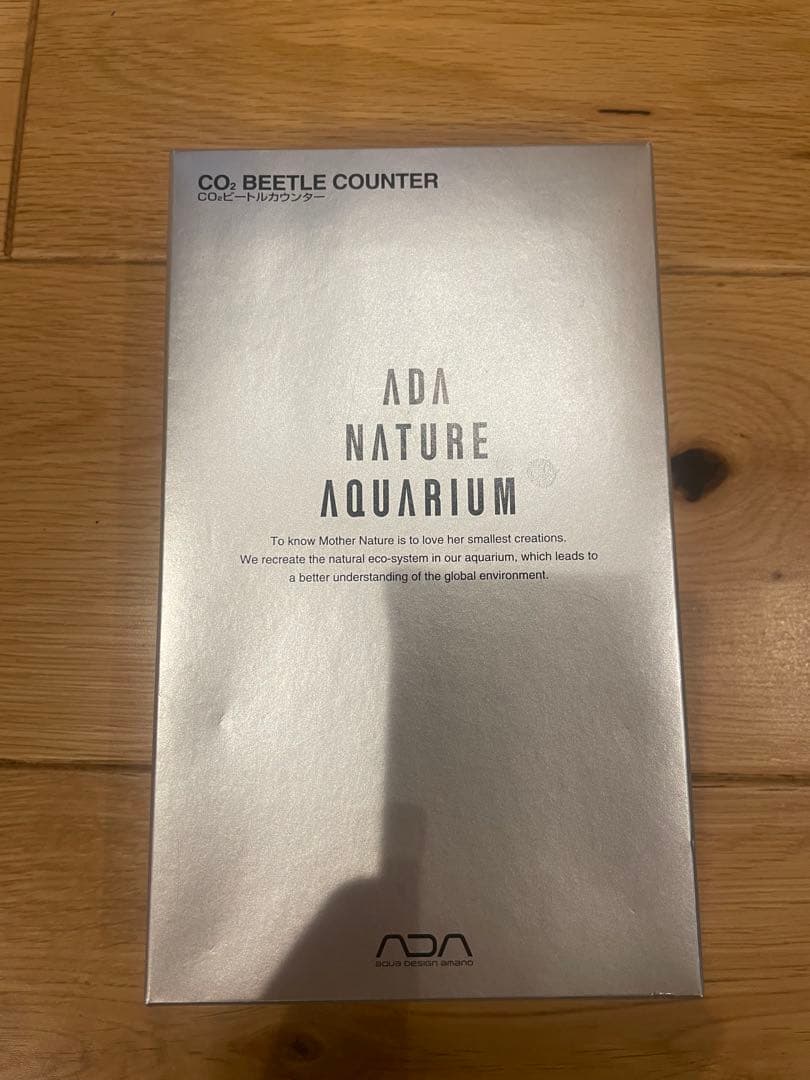 CO₂ BEETLE COUNTER
CO₂ビートルカウンター
ADA
NATURE
AQUARIUM
To know Mother Nature is to love her smallest creations.
We recreate the natural eco-system in our aquarium, which leads to
a better understanding of the global environment.
ADA
aqua design amano